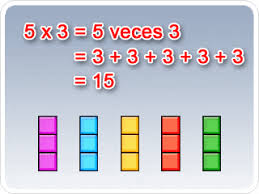 5 x 3 = 5 veces 3
= 3 + 3 + 3 + 3 + 3
= 15